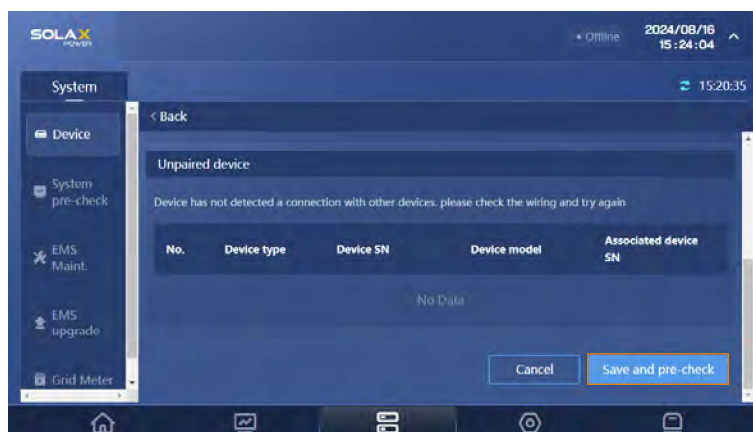 SOLAX
POWER
Offline
2024/08/16
15:24:04
System
15:20:35
< Back
Device
System
pre-check
EMS
Maint.
EMS
upgrade
Grid Meter
Unpaired device
Device has not detected a connection with other devices. please check the wiring and try again
No. Device type Device SN Device model Associated device
SN
No Data
Cancel Save and pre-check